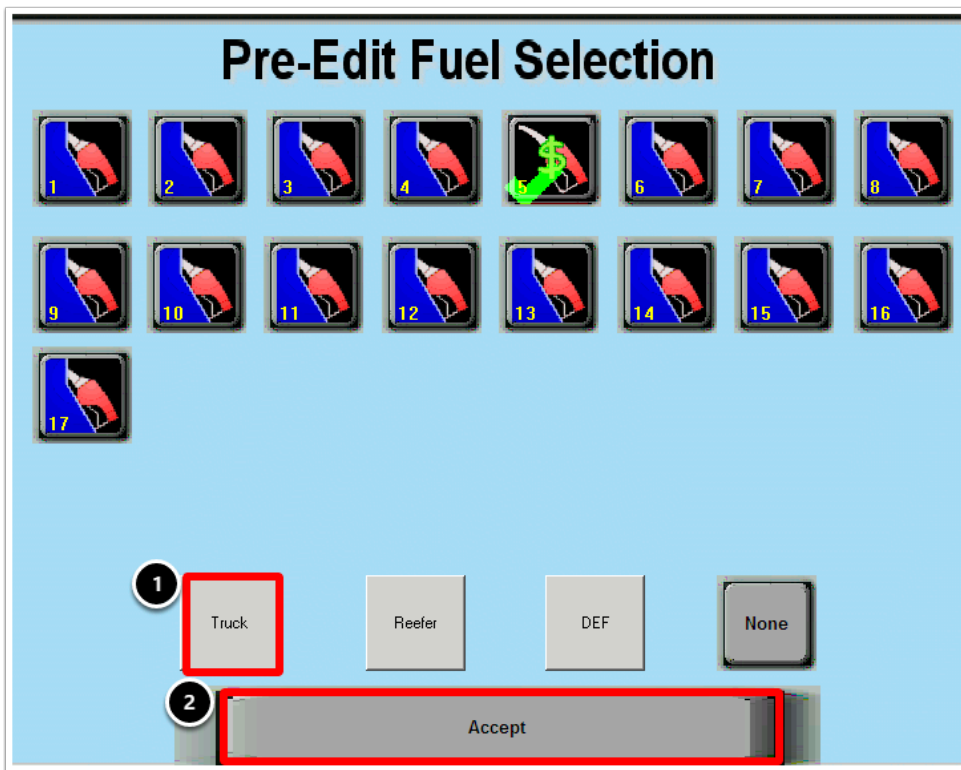 Pre-Edit Fuel Selection
1 2 3 4 $ 5 6 7 8
9 10 11 12 13 14 15 16
17
1
Truck Reefer DEF None
2
Accept